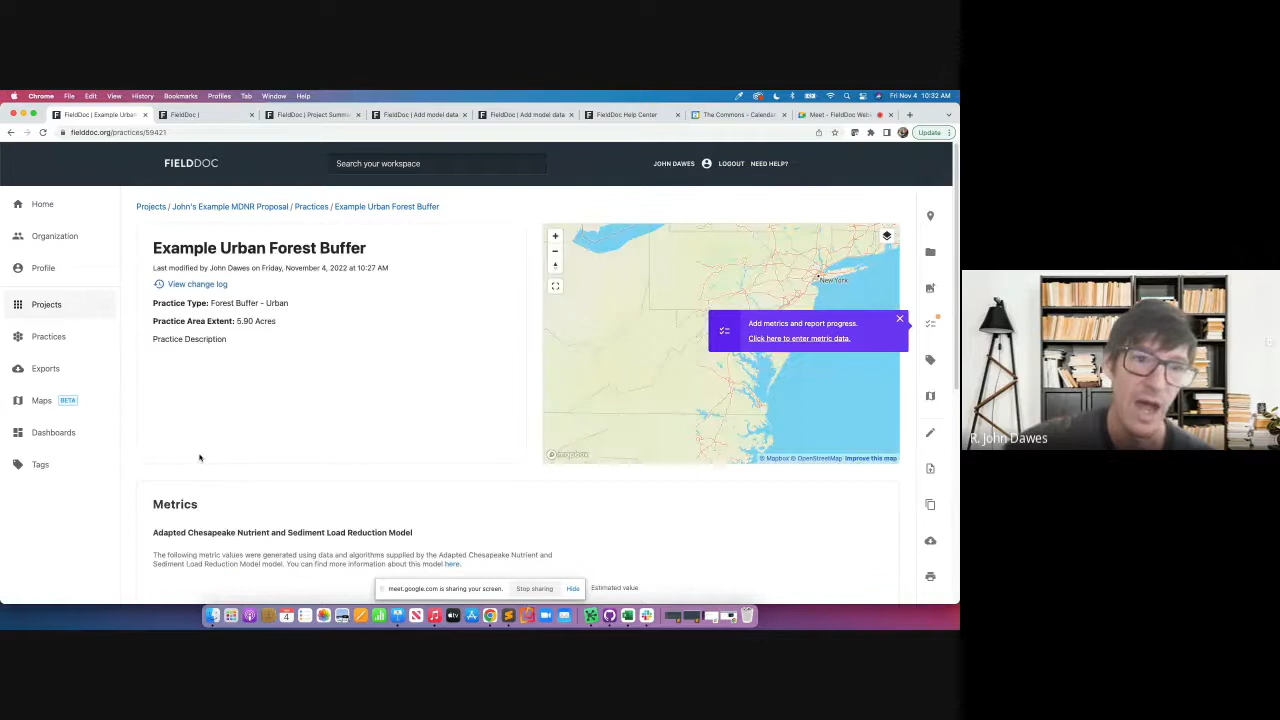 Chrome File Edit View History Bookmarks Profiles Tab Window Help
Fri Nov 4 10:32 AM
FieldDoc | Example Urban
FieldDoc |
FieldDoc | Project Summa
FieldDoc | Add model data
FieldDoc | Add model data
FieldDoc Help Center
The Commons - Calendar
Meet - FieldDoc Web
fielddoc.org/practices/59421
Update
FIELDDOC
Search your workspace
JOHN DAWES
LOGOUT
NEED HELP?
Home
Organization
Profile
Projects
Practices
Exports
Maps BETA
Dashboards
Tags
Projects / John's Example MDNR Proposal / Practices / Example Urban Forest Buffer
Example Urban Forest Buffer
Last modified by John Dawes on Friday, November 4, 2022 at 10:27 AM
View change log
Practice Type: Forest Buffer - Urban
Practice Area Extent: 5.90 Acres
Practice Description
New York
Add metrics and report progress.
Click here to enter metric data.
mapbox
© Mapbox © OpenStreetMap Improve this map
Metrics
Adapted Chesapeake Nutrient and Sediment Load Reduction Model
The following metric values were generated using data and algorithms supplied by the Adapted Chesapeake Nutrient and
Sediment Load Reduction Model model. You can find more information about this model here.
Estimated value
meet.google.com is sharing your screen.
Stop sharing
Hide
R. John Dawes